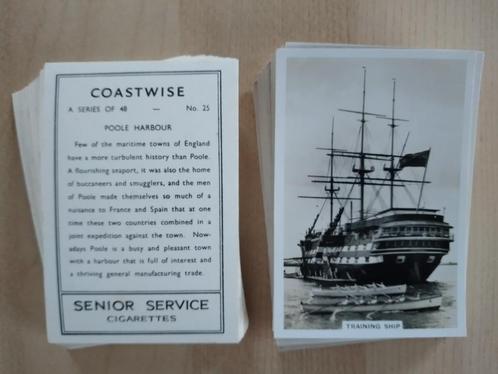 COASTWISE
A SERIES OF 48 — No. 25
POOLE HARBOUR
Few of the maritime towns of England
have a more turbulent history than Poole.
A flourishing seaport, it was also the home
of buccaneers and smugglers, and the men
of Poole made themselves so much of a
nuisance to France and Spain that at one
time these two countries combined in a
joint expedition against the town. Now-
adays Poole is a busy and pleasant town
with a harbour that is full of interest and
a thriving general manufacturing trade.
SENIOR SERVICE
CIGARETTES
TRAINING SHIP